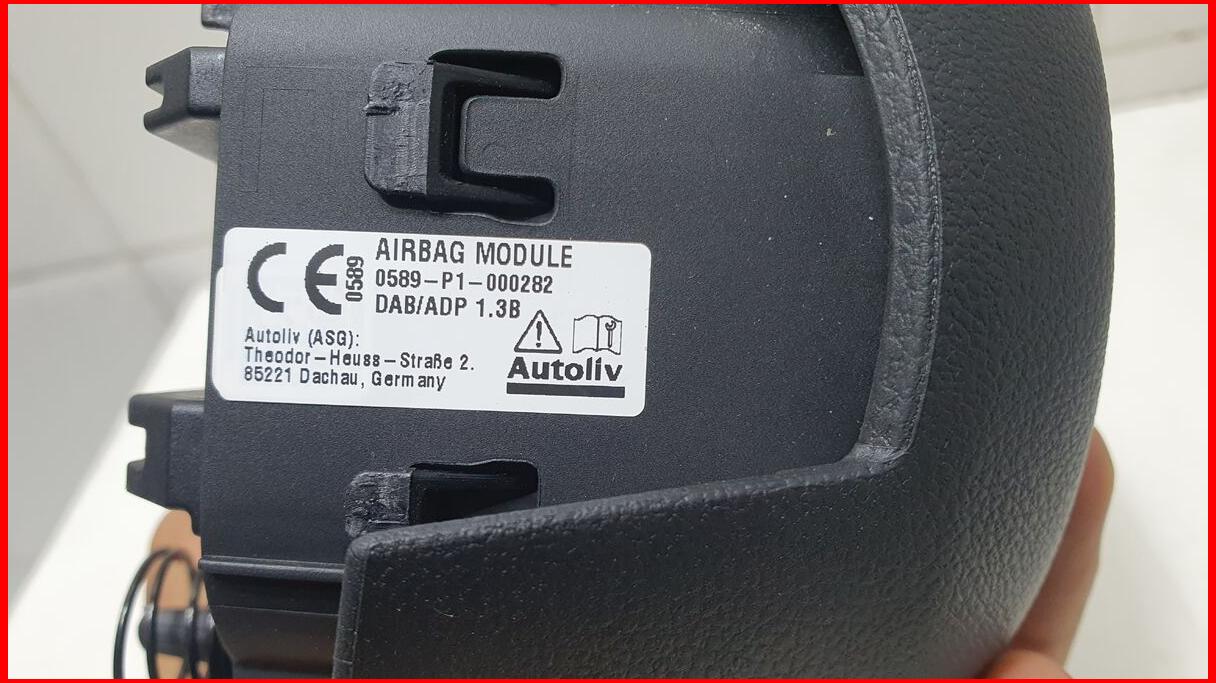 CE 0589
AIRBAG MODULE
0589-P1-000282
DAB/ADP 1.3B
Autoliv (ASG):
Theodor-Heuss-Straße 2.
85221 Dachau, Germany
Autoliv